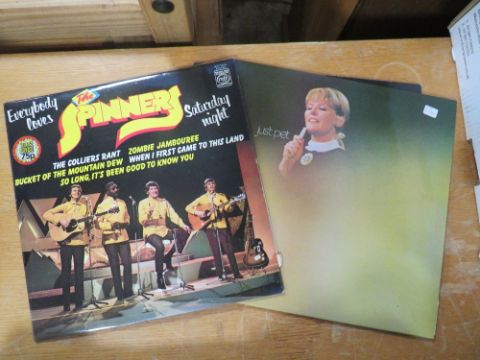 Everybody loves
The
SPINNERS
Saturday night
75p
THE COLLIERS RANT
ZOMBIE JAMBOUREE
BUCKET OF THE MOUNTAIN DEW
WHEN I FIRST CAME TO THIS LAND
SO LONG, IT'S BEEN GOOD TO KNOW YOU
just pet